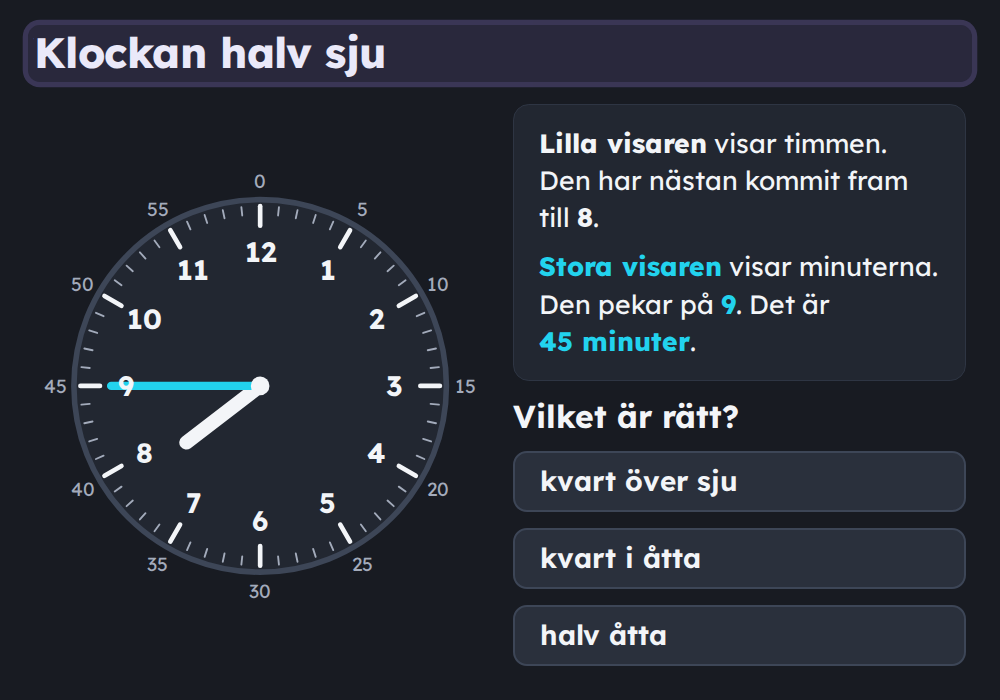 Klockan halv sju
0
5
10
15
20
25
30
35
40
45
50
55
12
1
2
3
4
5
6
7
8
9
10
11
Lilla visaren visar timmen.
Den har nästan kommit fram
till 8.
Stora visaren visar minuterna.
Den pekar på 9. Det är
45 minuter.
Vilket är rätt?
kvart över sju
kvart i åtta
halv åtta